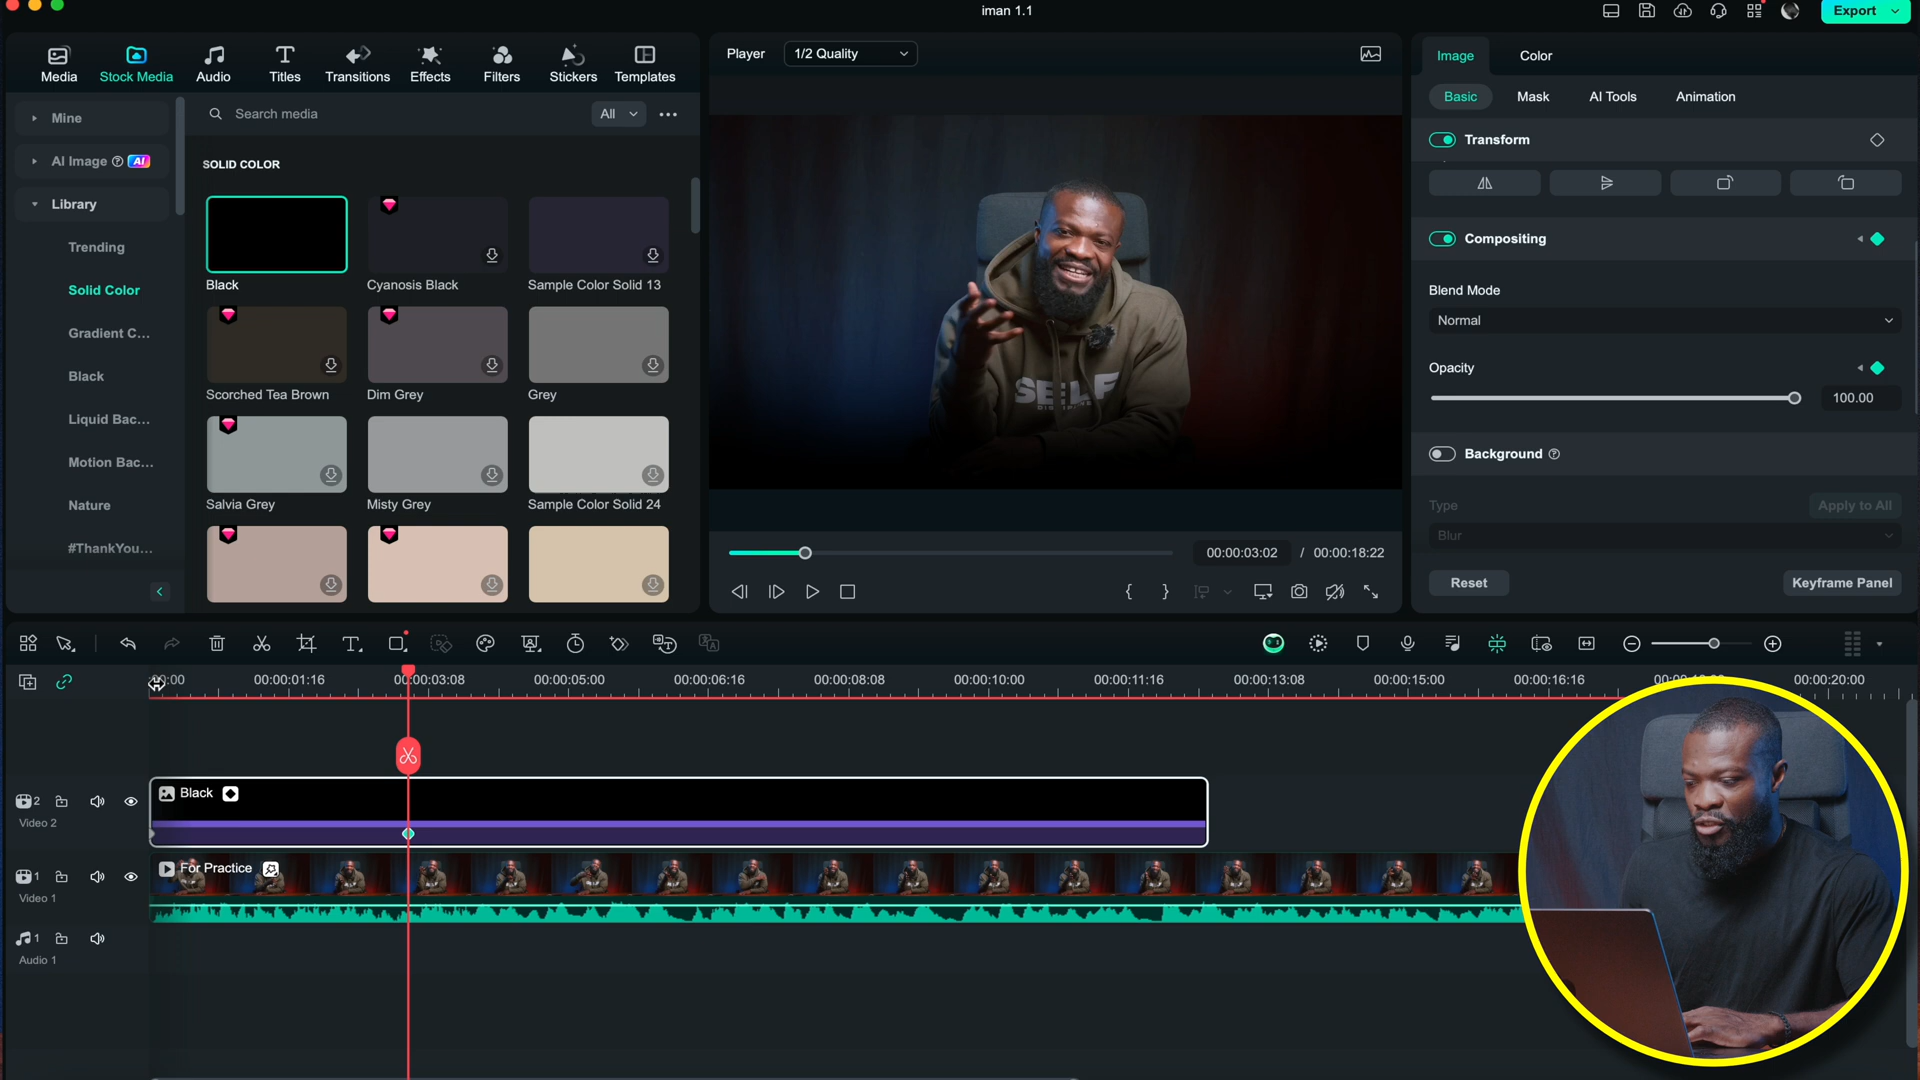 iman 1.1
Export
Media
Stock Media
Audio
Titles
Transitions
Effects
Filters
Stickers
Templates
Player
1/2 Quality
Image
Color
Mine
AI Image
AI
Library
Trending
Solid Color
Gradient C...
Black
Liquid Bac...
Motion Bac...
Nature
#ThankYou...
Search media
All
SOLID COLOR
Black
Cyanosis Black
Sample Color Solid 13
Scorched Tea Brown
Dim Grey
Grey
Salvia Grey
Misty Grey
Sample Color Solid 24
SELF
00:00:03:02 / 00:00:18:22
Basic
Mask
AI Tools
Animation
Transform
Compositing
Blend Mode
Normal
Opacity
100.00
Background
Type
Apply to All
Blur
Reset
Keyframe Panel
:00:00
00:00:01:16
00:00:03:08
00:00:05:00
00:00:06:16
00:00:08:08
00:00:10:00
00:00:11:16
00:00:13:08
00:00:15:00
00:00:16:16
00:00:20:00
2
Video 2
Black
1
Video 1
For Practice
1
Audio 1